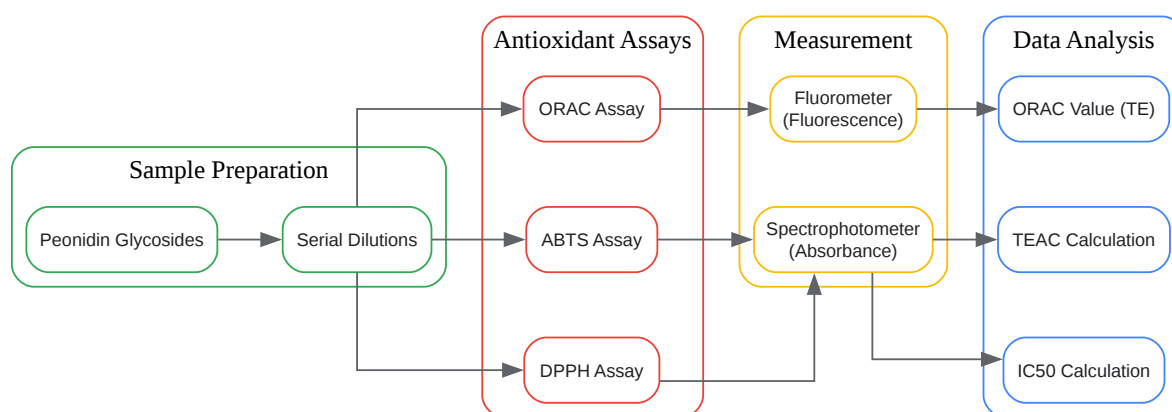 Antioxidant Assays
Measurement
Data Analysis
ORAC Assay
Fluorometer
(Fluorescence)
ORAC Value (TE)
Sample Preparation
Peonidin Glycosides
Serial Dilutions
ABTS Assay
Spectrophotometer
(Absorbance)
TEAC Calculation
DPPH Assay
IC50 Calculation